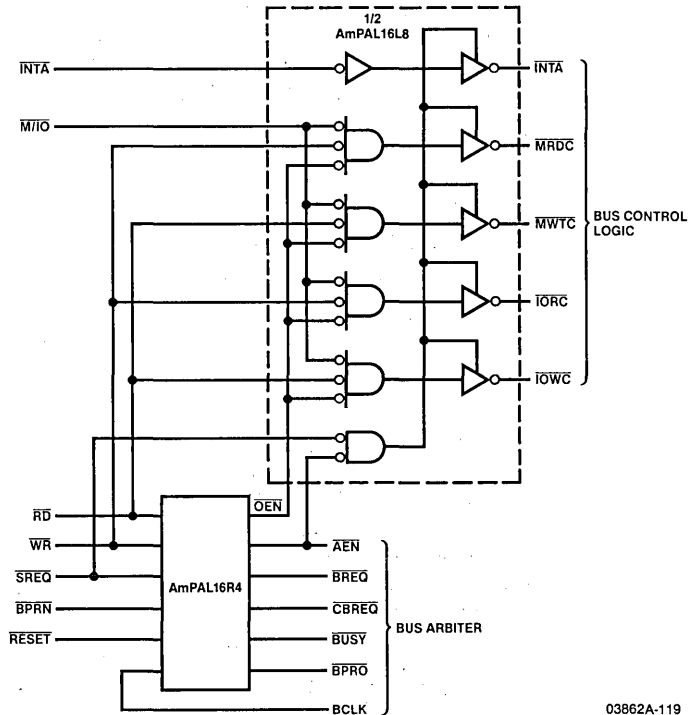 1/2
AmPAL16L8
INTA
INTA
M/IO
MRDC
MWTC
BUS CONTROL
LOGIC
IORC
IOWC
OEN
RD
WR
AEN
SREQ
AmPAL16R4
BREQ
BPRN
CBREQ
BUS ARBITER
RESET
BUSY
BPRO
BCLK
03862A-119